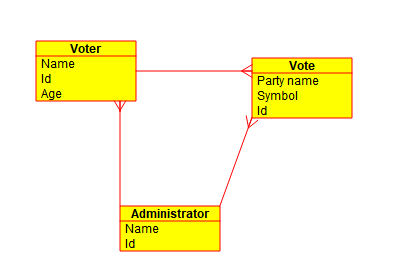 Voter
Name
Id
Age
Vote
Party name
Symbol
Id
Administrator
Name
Id